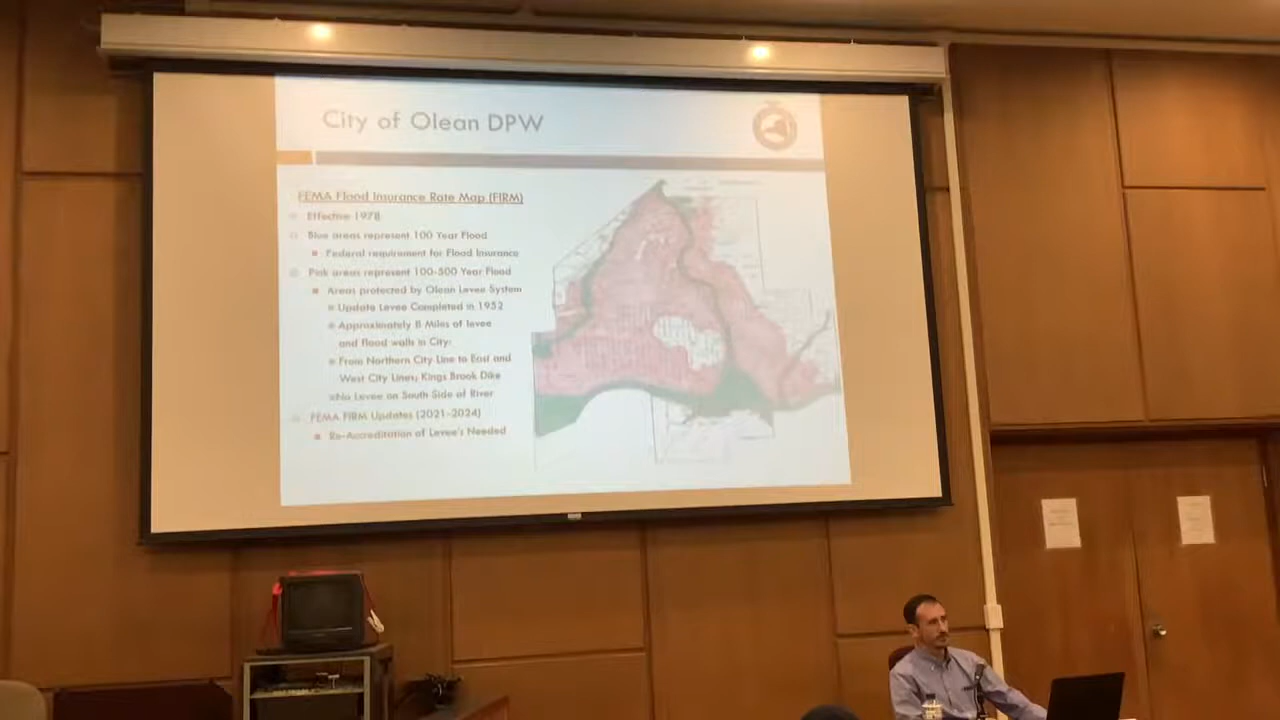 City of Olean DPW
FEMA Flood Insurance Rate Map (FIRM)
Effective 1978
Blue areas represent 100 Year Flood
Federal requirement for Flood Insurance
Pink areas represent 100-500 Year Flood
Areas protected by Olean Levee System
Update Levee Completed in 1952
Approximately 8 Miles of levee
and flood walls in City:
From Northern City Line to East and
West City Lines; Kings Brook Dike
No Levee on South Side of River
FEMA FIRM Updates (2021-2024)
Re-Accreditation of Levee's Needed